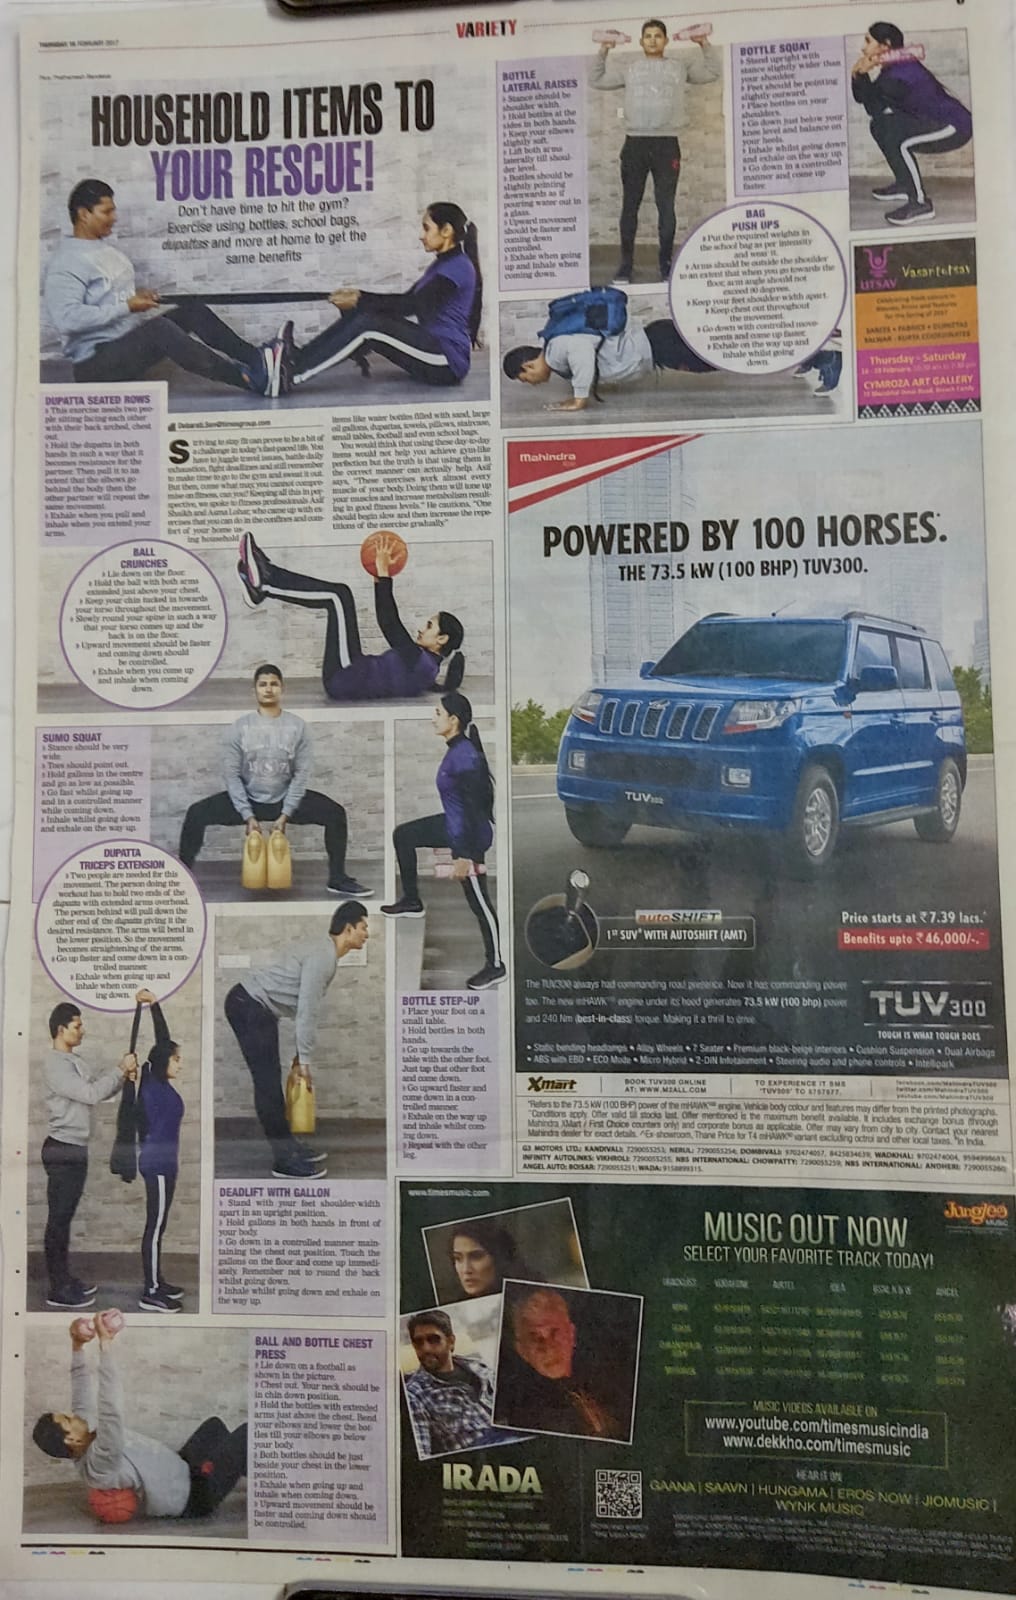 THURSDAY, 16 FEBRUARY 2017
VARIETY
HOUSEHOLD ITEMS TO
YOUR RESCUE!
Don't have time to hit the gym?
Exercise using bottles, school bags,
dupattas and more at home to get the
same benefits
DUPATTA SEATED ROWS
This exercise needs two peo-
ple sitting facing each other
with their back arched, chest
out.
Hold the dupatta in both
hands in such a way that it
becomes resistance for the
partner. Then pull it to an
extent that the elbows go
behind the body then the
other partner will repeat the
same movement.
Exhale when you pull and
inhale when you extend your
arms.
Debarati.Sen@timesgroup.com
Striving to stay fit can prove to be a bit of
a challenge in today's fast-paced life. You
have to juggle travel issues, battle daily
exhaustion, fight deadlines and still remember
to make time to go to the gym and sweat it out.
But then, come what may, you cannot compro-
mise on fitness, can you? Keeping all this in per-
spective, we spoke to fitness professionals Asif
Shaikh and Asma Lohar, who came up with ex-
ercises that you can do in the confines and com-
fort of your home us-
ing household
items like water bottles filled with sand, large
oil gallons, dupattas, towels, pillows, staircase,
small tables, football and even school bags.
You would think that using these day-to-day
items would not help you achieve gym-like
perfection but the truth is that using them in
the correct manner can actually help. Asif
says, "These exercises work almost every
muscle of your body. Doing them will tone up
your muscles and increase metabolism result-
ing in good fitness levels." He cautions, "One
should begin slow and then increase the repe-
titions of the exercise gradually."
BALL
CRUNCHES
Lie down on the floor.
Hold the ball with both arms
extended just above your chest.
Keep your chin tucked in towards
your torso throughout the movement.
Slowly round your spine in such a way
that your torso comes up and the
back is on the floor.
Upward movement should be faster
and coming down should
be controlled.
Exhale when you come up
and inhale when coming
down.
SUMO SQUAT
Stance should be very
wide.
Toes should point out.
Hold gallons in the centre
and go as low as possible.
Go fast whilst going up
and in a controlled manner
while coming down.
Inhale whilst going down
and exhale on the way up.
DUPATTA
TRICEPS EXTENSION
Two people are needed for this
movement. The person doing the
workout has to hold two ends of the
dupatta with extended arms overhead.
The person behind will pull down the
other end of the dupatta giving it the
desired resistance. The arms will bend in
the lower position. So the movement
becomes straightening of the arms.
Go up faster and come down in a con-
trolled manner.
Exhale when going up and
inhale when com-
ing down.
DEADLIFT WITH GALLON
Stand with your feet shoulder-width
apart in an upright position.
Hold gallons in both hands in front of
your body.
Go down in a controlled manner main-
taining the chest out position. Touch the
gallons on the floor and come up immedi-
ately. Remember not to round the back
whilst going down.
Inhale whilst going down and exhale on
the way up.
BOTTLE STEP-UP
Place your foot on a
small table.
Hold bottles in both
hands.
Go up towards the
table with the other foot.
Just tap that other foot
and come down.
Go upward faster and
come down in a con-
trolled manner.
Exhale on the way up
and inhale whilst com-
ing down.
Repeat with the other
leg.
BALL AND BOTTLE CHEST
PRESS
Lie down on a football as
shown in the picture.
Chest out. Your neck should be
in chin down position.
Hold the bottles with extended
arms just above the chest. Bend
your elbows and lower the bot-
tles till your elbows go below
your body.
Both bottles should be just
beside your chest in the lower
position.
Exhale when going up and
inhale when coming down.
Upward movement should be
faster and coming down should
be controlled.
BOTTLE
LATERAL RAISES
Stance should be
shoulder width.
Hold bottles at the
sides in both hands.
Keep your elbows
slightly soft.
Lift both arms
laterally till shoul-
der level.
Bottles should be
slightly pointing
downwards as if
pouring water out in
a glass.
Upward movement
should be faster and
coming down
controlled.
Exhale when going
up and inhale when
coming down.
BOTTLE SQUAT
Stand upright with
stance slightly wider than
your shoulder.
Feet should be pointing
slightly outward.
Place bottles on your
shoulders.
Go down just below your
knee level and balance on
your heels.
Inhale whilst going down
and exhale on the way up.
Go down in a controlled
manner and come up
faster.
BAG
PUSH UPS
Put the required weights in
the school bag as per intensity
and wear it.
Arms should be outside the shoulder
to an extent that when you go towards the
floor, arm angle should not
exceed 90 degrees.
Keep your feet shoulder-width apart.
Keep chest out throughout
the movement.
Go down with controlled move-
ments and come up faster.
Exhale on the way up and
inhale whilst going
down.
UTSAV
Vasantotsav
SAREES • FABRICS • DUPATTAS
SALWAR - KURTA COORDINATES
Thursday - Saturday
16 - 18 February,
CYMROZA ART GALLERY
Mahindra
Rise
POWERED BY 100 HORSES.*
THE 73.5 kW (100 BHP) TUV300.
TUV300
autoSHIFT
1ST SUV^ WITH AUTOSHIFT (AMT)
Price starts at ₹7.39 lacs.^
Benefits upto ₹46,000/-.~
The TUV300 always had commanding road presence. Now it has commanding power
too. The new mHAWK engine under its hood generates 73.5 kW (100 bhp) power
and 240 Nm (best-in-class) torque. Making it a thrill to drive.
TUV300
TOUGH IS WHAT TOUGH DOES
• Static bending headlamps • Alloy Wheels • 7 Seater • Premium black-beige interiors • Cushion Suspension • Dual Airbags
• ABS with EBD • ECO Mode • Micro Hybrid • 2-DIN Infotainment • Steering audio and phone controls • Intellipark
Xmart
BOOK TUV300 ONLINE
AT: WWW.M2ALL.COM
TO EXPERIENCE IT SMS
'TUV300' TO 5757577.
facebook.com/MahindraTUV300
twitter.com/MahindraTUV300
youtube.com/MahindraTUV300
*Refers to the 73.5 kW (100 BHP) power of the mHAWK engine. Vehicle body colour and features may differ from the printed photographs.
~Conditions apply. Offer valid till stocks last. Offer mentioned is the maximum benefit available. It includes exchange bonus (through
Mahindra XMart / First Choice counters only) and corporate bonus as applicable. Offer may vary from city to city. Contact your nearest
Mahindra dealer for exact details. ^Ex-showroom, Thane Price for T4 mHAWK variant excluding octroi and other local taxes. In India.
G3 MOTORS LTD.: KANDIVALI: 7290055253; NERUL: 7290055254; DOMBIVALI: 9702474057, 8425834639; WADKHAL: 9702474004,
INFINITY AUTOLINKS: VIKHROLI: 7290055255, NBS INTERNATIONAL: CHOWPATTY: 7290055259, NBS INTERNATIONAL: ANDHERI: 7290055260,
ANGEL AUTO: BOISAR: 7290055251; WADA: 9158899315.
www.timesmusic.com
Junglee
MUSIC
MUSIC OUT NOW
SELECT YOUR FAVORITE TRACK TODAY!
TRACKLIST VODAFONE AIRTEL IDEA AIRCEL
MUSIC VIDEOS AVAILABLE ON
www.youtube.com/timesmusicindia
www.dekkho.com/timesmusic
IRADA
HEAR IT ON
GAANA | SAAVN | HUNGAMA | EROS NOW | JIOMUSIC |
WYNK MUSIC